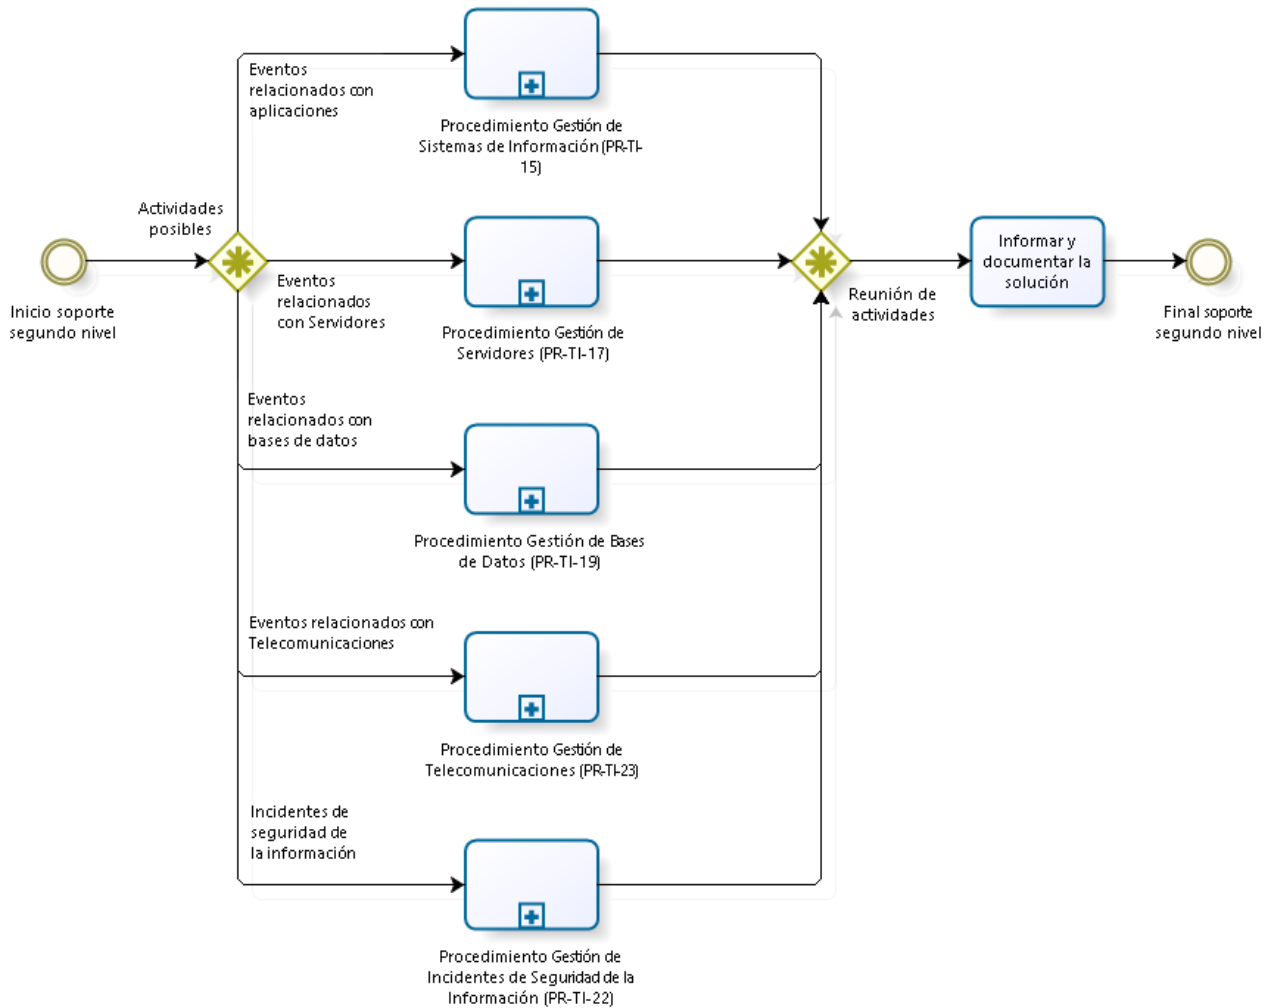 Eventos
relacionados con
aplicaciones
Procedimiento Gestión de
Sistemas de Información (PR-TI-
15)
Actividades
posibles
Inicio soporte
segundo nivel
Eventos
relacionados
con Servidores
Procedimiento Gestión de
Servidores (PR-TI-17)
Reunión de
actividades
Informar y
documentar la
solución
Final soporte
segundo nivel
Eventos
relacionados con
bases de datos
Procedimiento Gestión de Bases
de Datos (PR-TI-19)
Eventos relacionados con
Telecomunicaciones
Procedimiento Gestión de
Telecomunicaciones (PR-TI-23)
Incidentes de
seguridad de
la información
Procedimiento Gestión de
Incidentes de Seguridad de la
Información (PR-TI-22)